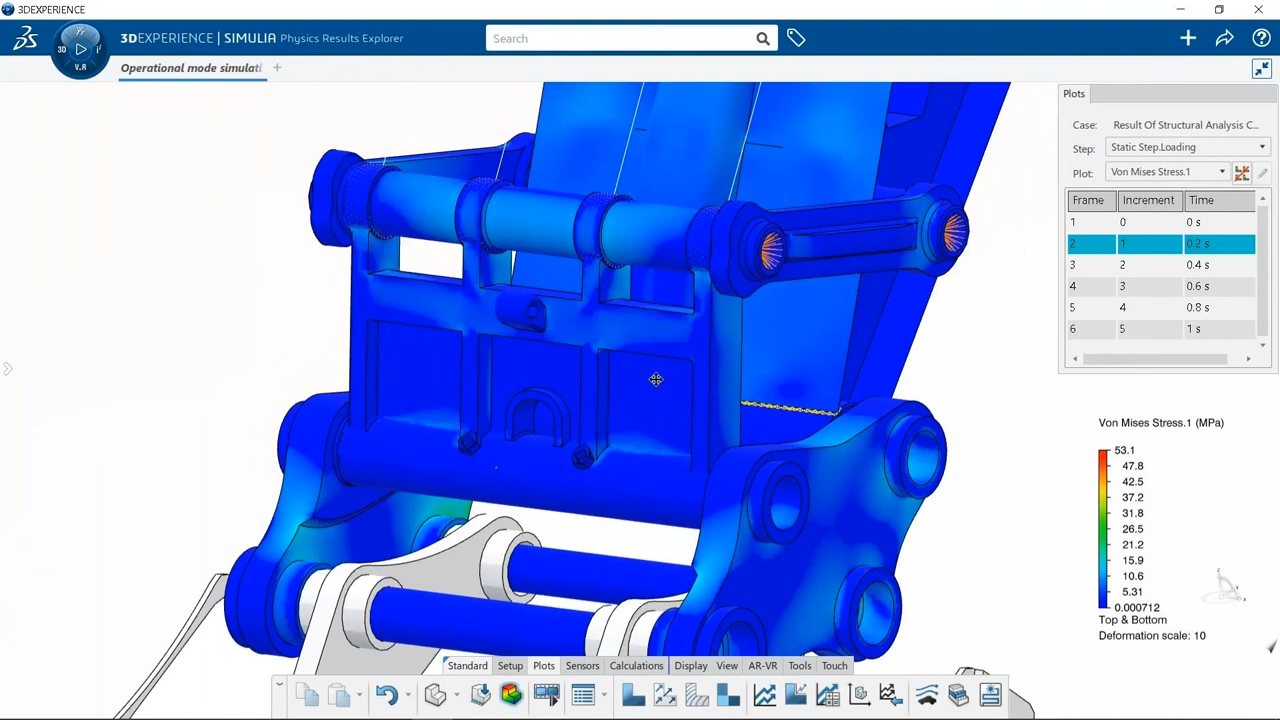 3DEXPERIENCE
3DEXPERIENCE | SIMULIA Physics Results Explorer
Search
3D
V.R
Operational mode simulati
Plots
Case: Result Of Structural Analysis C...
Step: Static Step.Loading
Plot: Von Mises Stress.1
Frame Increment Time
1 0 0 s
2 1 0.2 s
3 2 0.4 s
4 3 0.6 s
5 4 0.8 s
6 5 1 s
Von Mises Stress.1 (MPa)
53.1
47.8
42.5
37.2
31.8
26.5
21.2
15.9
10.6
5.31
0.000712
Top & Bottom
Deformation scale: 10
Standard Setup Plots Sensors Calculations Display View AR-VR Tools Touch